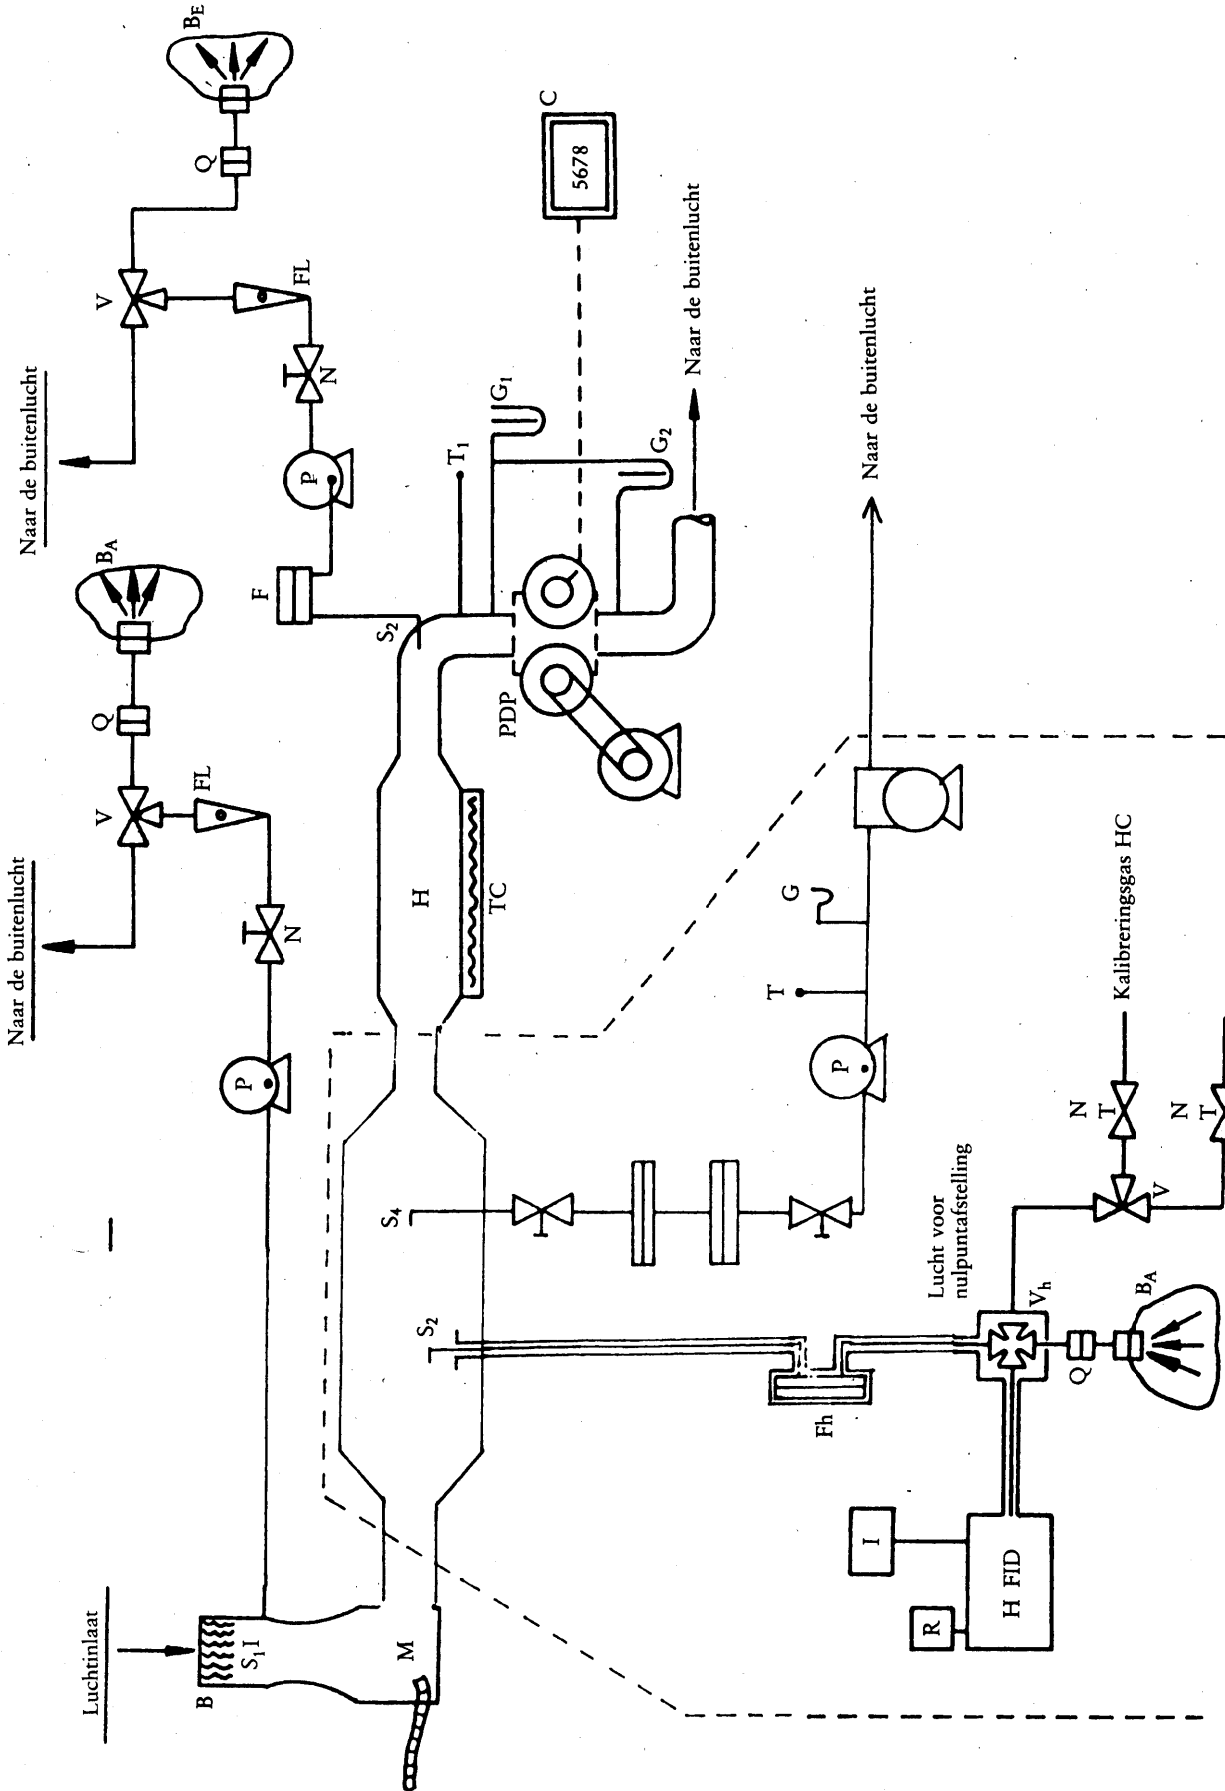 Naar de buitenlucht
Naar de buitenlucht
Luchtinlaat
V
Q
BA
V
B
FL
Q
BE
S1 I
P
N
F
FL
P
N
S4
S2
M
H
S2
T1
TC
G1
PDP
C
5678
G2
Naar de buitenlucht
T
G
P
Fh
Naar de buitenlucht
I
R
H FID
Lucht voor
nulpuntafstelling
Vh
Q
BA
N
T
V
Kalibreringsgas HC
N
T